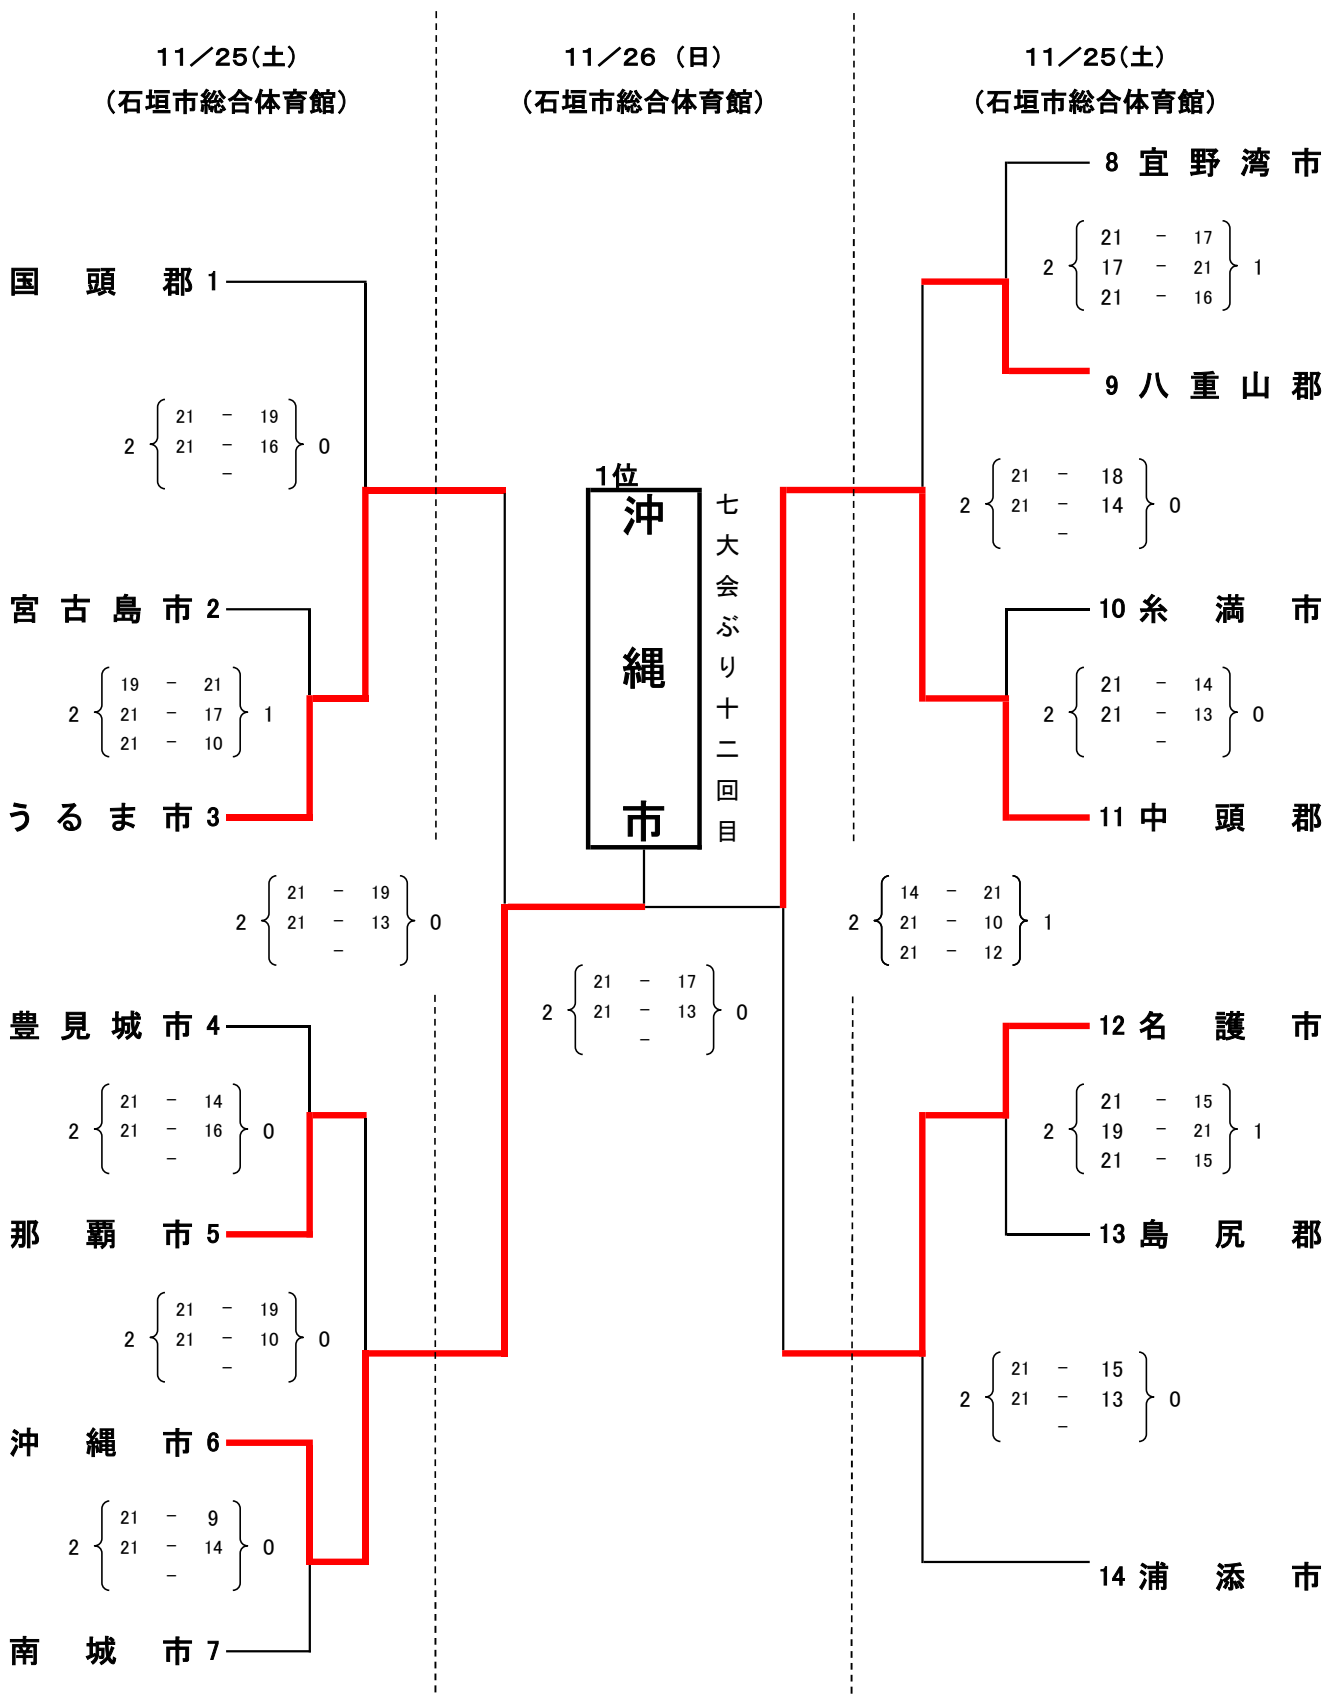 11／25(土)
(石垣市総合体育館)
11／26 (日)
(石垣市総合体育館)
11／25(土)
(石垣市総合体育館)
国頭郡 1
2 21 - 19 0
21 - 16
-
宮古島市 2
2 19 - 21 1
21 - 17
21 - 10
うるま市 3
2 21 - 19 0
21 - 13
-
豊見城市 4
2 21 - 14 0
21 - 16
-
那覇市 5
2 21 - 19 0
21 - 10
-
沖縄市 6
2 21 - 9 0
21 - 14
-
南城市 7
1位
沖縄市
七大会ぶり十二回目
2 21 - 17 0
21 - 13
-
8 宜野湾市
2 21 - 17 1
17 - 21
21 - 16
9 八重山郡
2 21 - 18 0
21 - 14
-
10 糸満市
2 21 - 14 0
21 - 13
-
11 中頭郡
2 14 - 21 1
21 - 10
21 - 12
12 名護市
2 21 - 15 1
19 - 21
21 - 15
13 島尻郡
2 21 - 15 0
21 - 13
-
14 浦添市